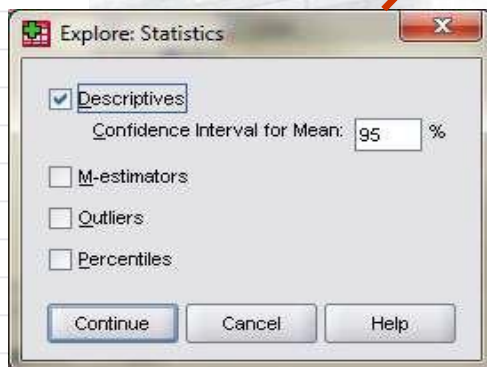 Explore: Statistics
Descriptives
Confidence Interval for Mean: 95 %
M-estimators
Outliers
Percentiles
Continue Cancel Help